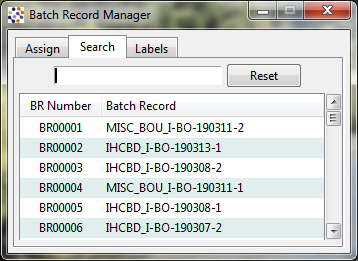 Batch Record Manager
Assign Search Labels
Reset
BR Number Batch Record
BR00001 MISC_BOU_I-BO-190311-2
BR00002 IHCBD_I-BO-190313-1
BR00003 IHCBD_I-BO-190308-2
BR00004 MISC_BOU_I-BO-190311-1
BR00005 IHCBD_I-BO-190308-1
BR00006 IHCBD_I-BO-190307-2